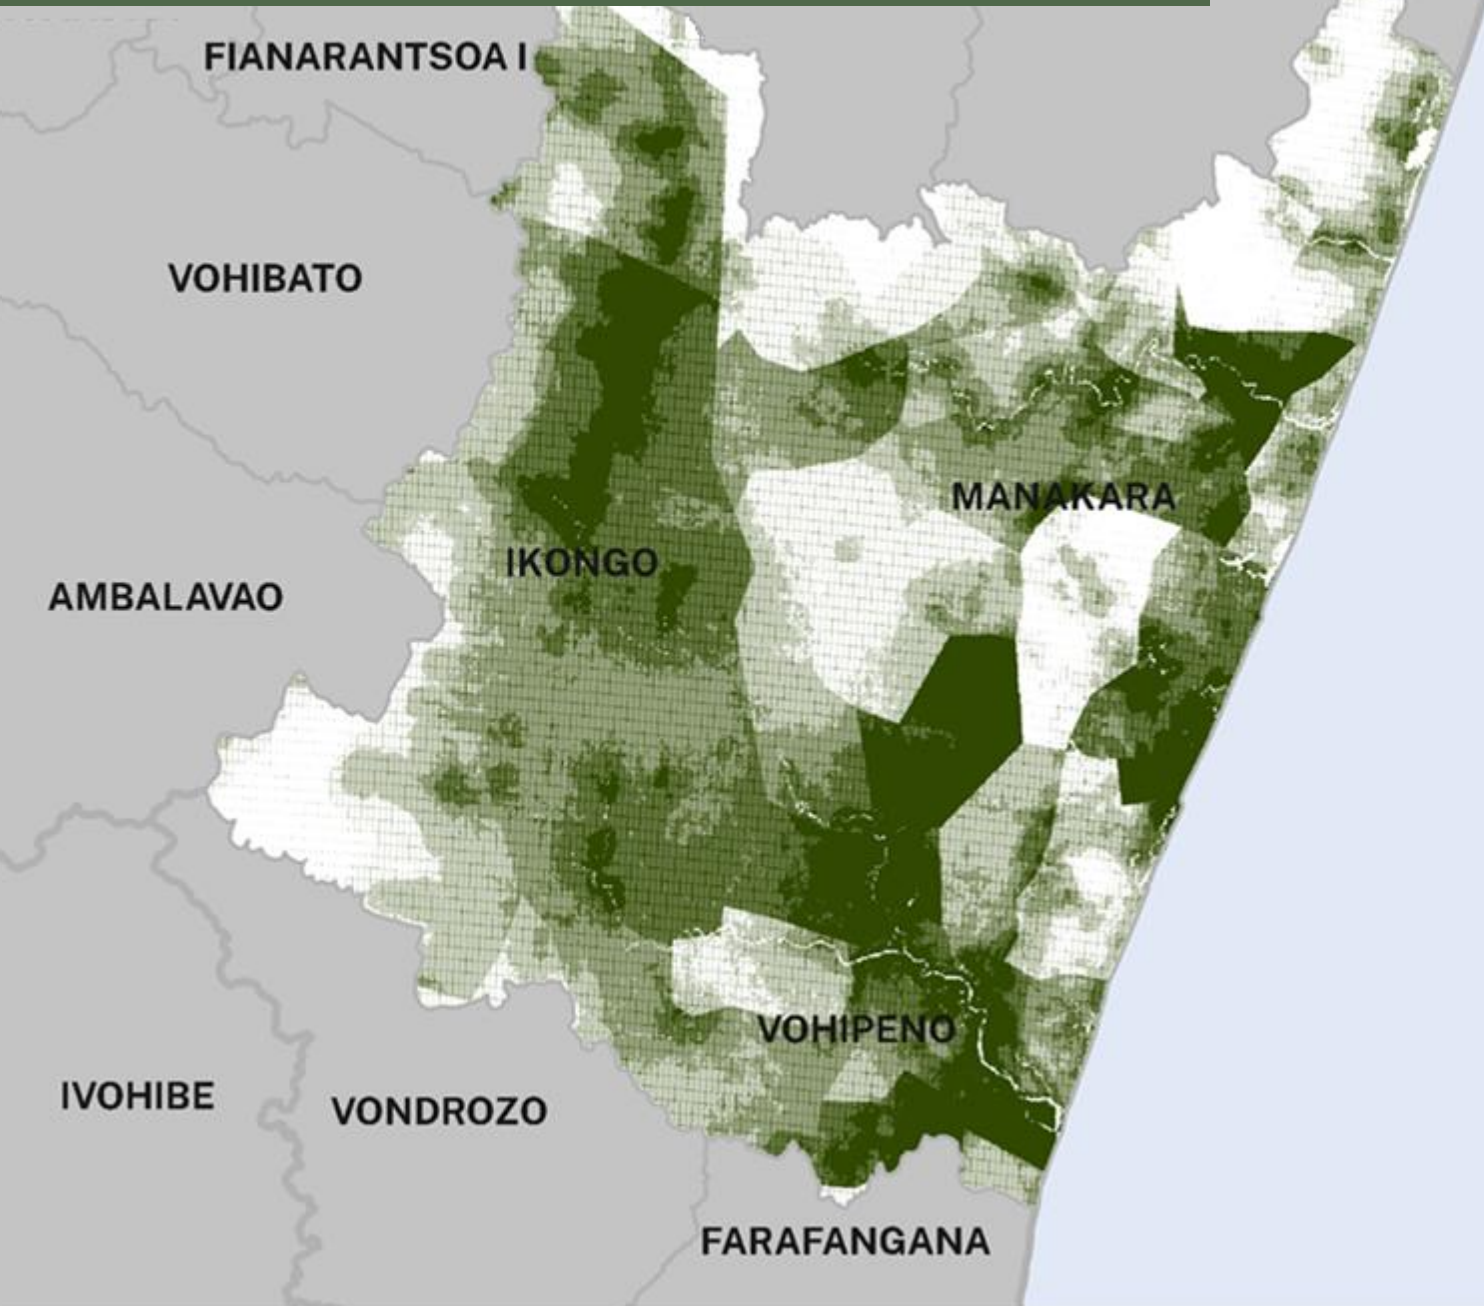 FIANARANTSOA I
VOHIBATO
MANAKARA
IKONGO
AMBALAVAO
VOHIPENO
IVOHIBE
VONDROZO
FARAFANGANA